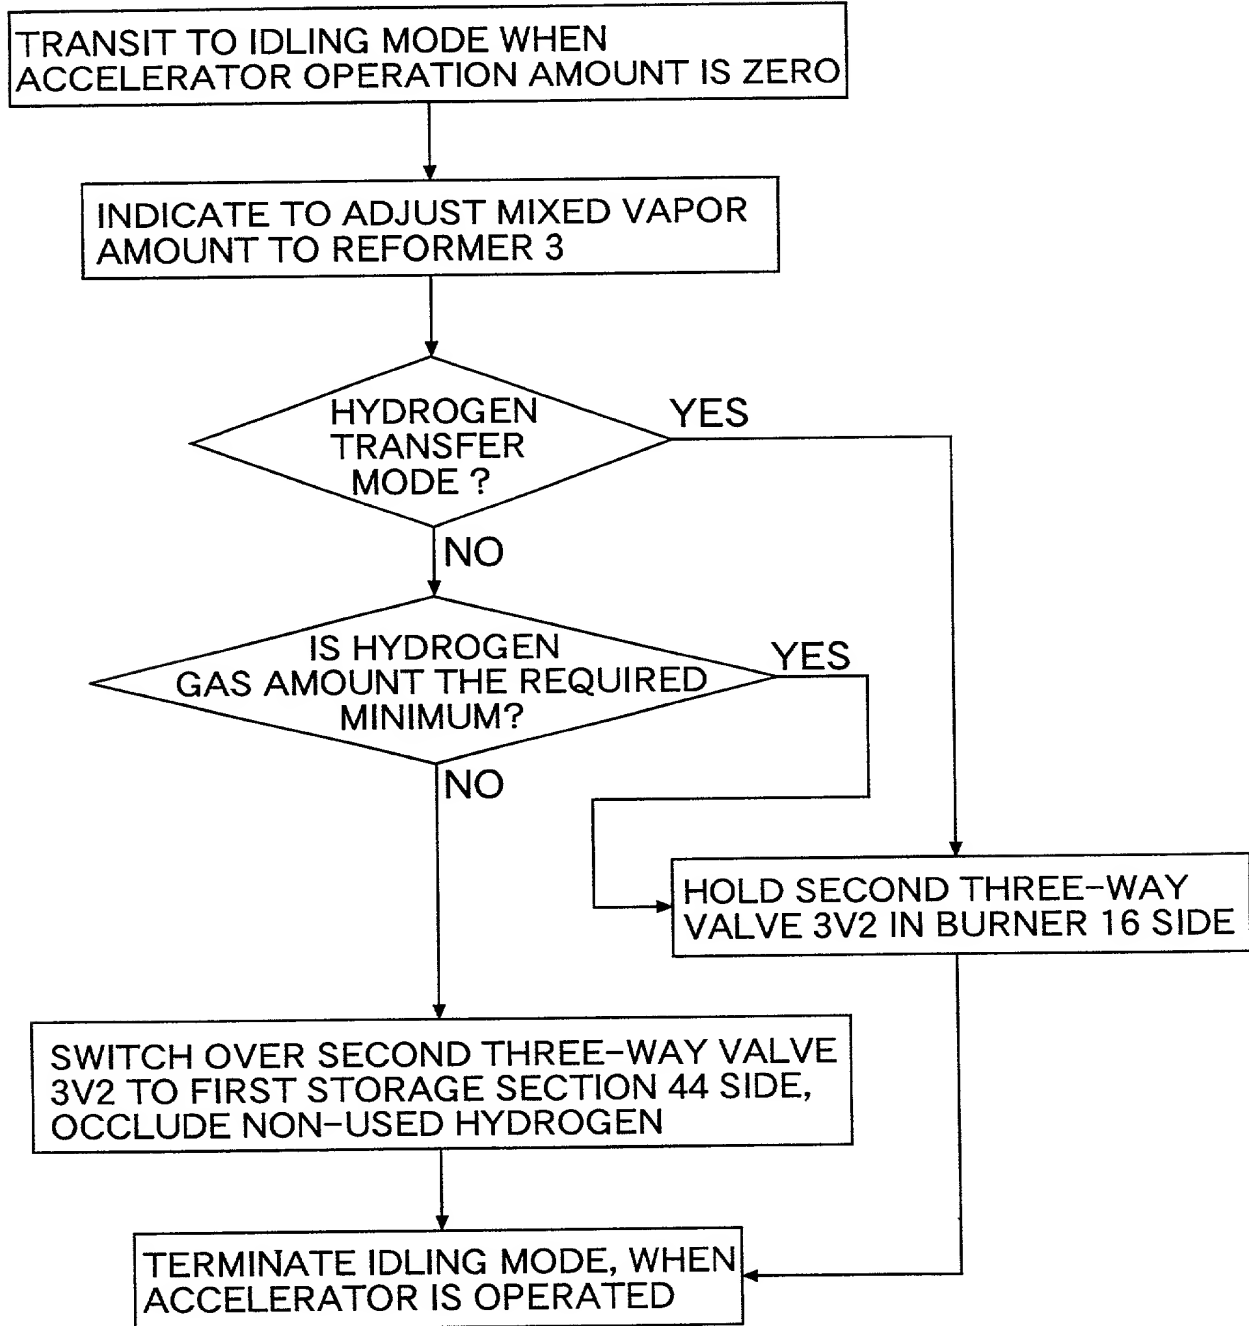 TRANSIT TO IDLING MODE WHEN
ACCELERATOR OPERATION AMOUNT IS ZERO
INDICATE TO ADJUST MIXED VAPOR
AMOUNT TO REFORMER 3
HYDROGEN
TRANSFER
MODE ?
YES
NO
IS HYDROGEN
GAS AMOUNT THE REQUIRED
MINIMUM?
YES
NO
HOLD SECOND THREE-WAY
VALVE 3V2 IN BURNER 16 SIDE
SWITCH OVER SECOND THREE-WAY VALVE
3V2 TO FIRST STORAGE SECTION 44 SIDE,
OCCLUDE NON-USED HYDROGEN
TERMINATE IDLING MODE, WHEN
ACCELERATOR IS OPERATED